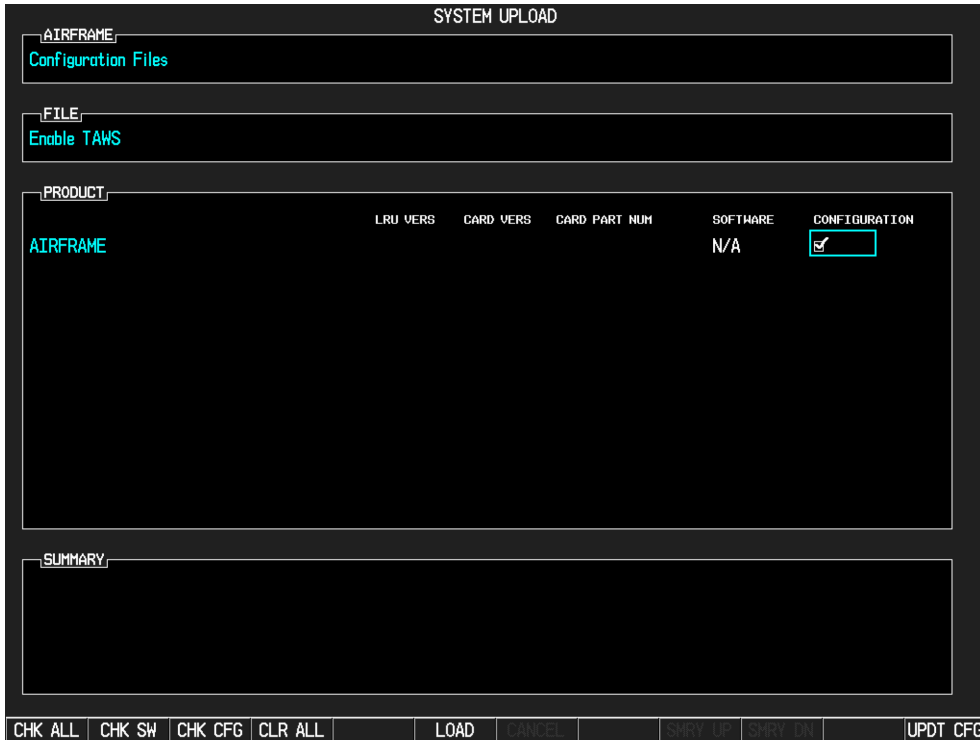 SYSTEM UPLOAD
AIRFRAME
Configuration Files
FILE
Enable TAWS
PRODUCT
LRU VERS CARD VERS CARD PART NUM SOFTWARE CONFIGURATION
AIRFRAME N/A
SUMMARY
CHK ALL CHK SW CHK CFG CLR ALL LOAD CANCEL SMRY UP SMRY DN UPDT CFG